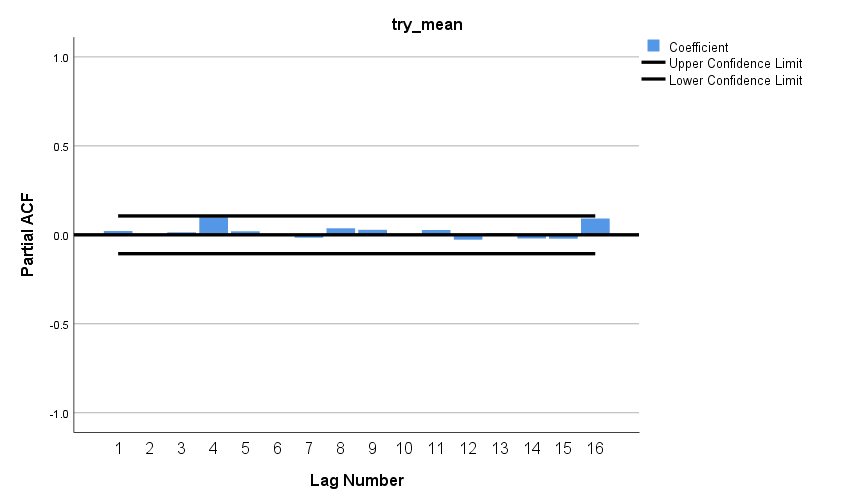 try_mean
Coefficient
Upper Confidence Limit
Lower Confidence Limit
1.0
0.5
0.0
-0.5
-1.0
Partial ACF
1 2 3 4 5 6 7 8 9 10 11 12 13 14 15 16
Lag Number